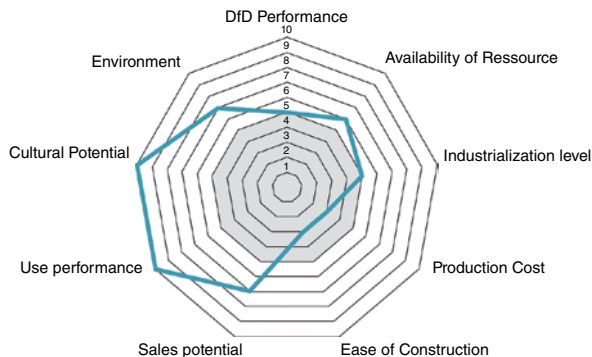 DfD Performance
10
9
8
7
6
5
4
3
2
1
Environment
Availability of Ressource
Cultural Potential
Industrialization level
Use performance
Production Cost
Sales potential
Ease of Construction